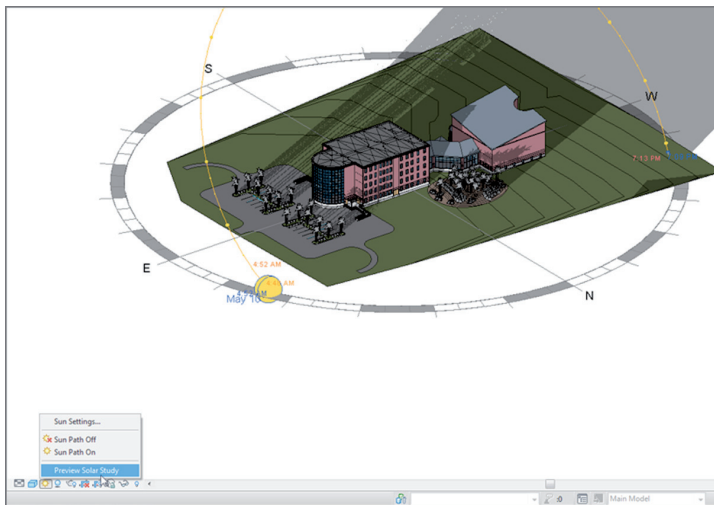 S
W
7:13 PM
E
4:52 AM
May 10
N
Sun Settings...
Sun Path Off
Sun Path On
Preview Solar Study
:0
Main Model